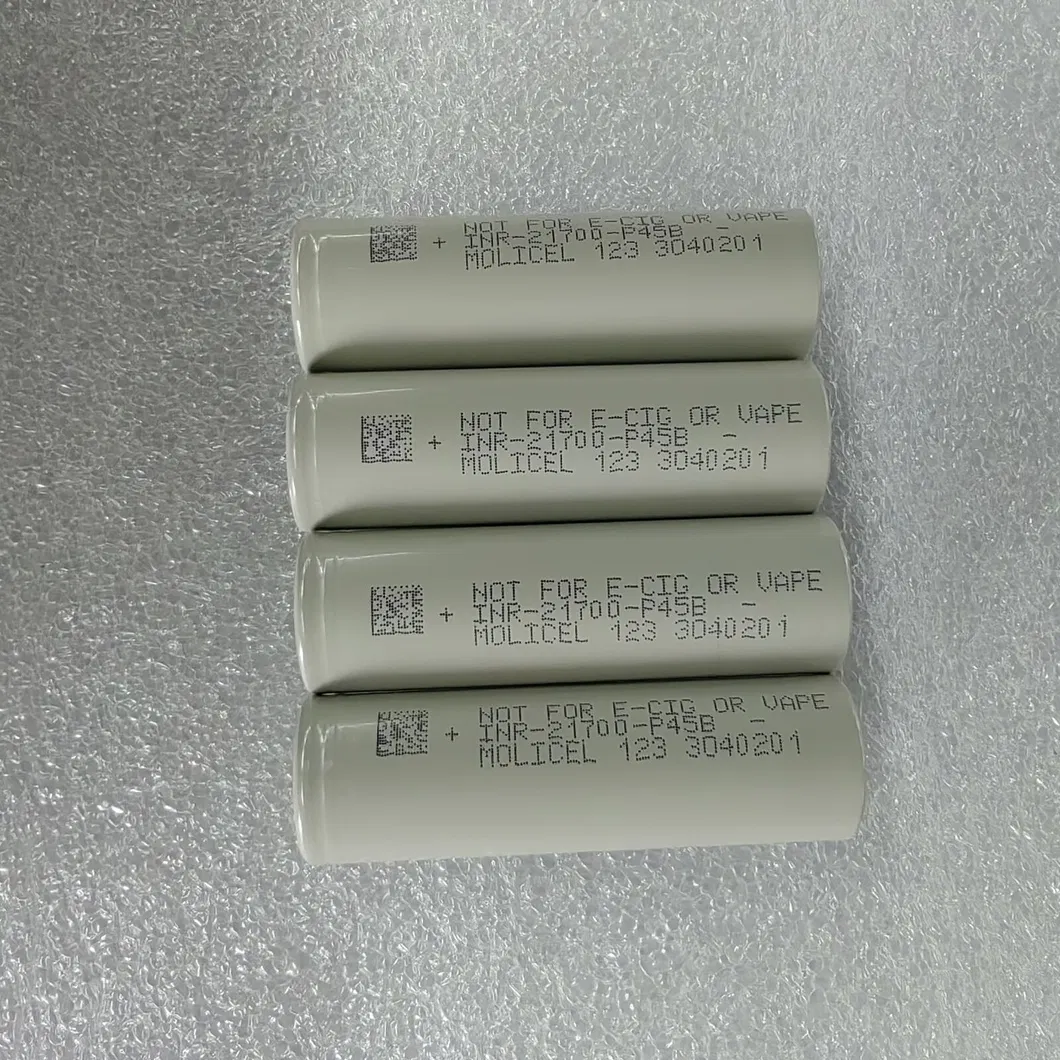 NOT FOR E-CIG OR VAPE
+ INR-21700-P45B -
MOLICEL 123 3040201
NOT FOR E-CIG OR VAPE
+ INR-21700-P45B -
MOLICEL 123 3040201
NOT FOR E-CIG OR VAPE
+ INR-21700-P45B -
MOLICEL 123 3040201
NOT FOR E-CIG OR VAPE
+ INR-21700-P45B -
MOLICEL 123 3040201